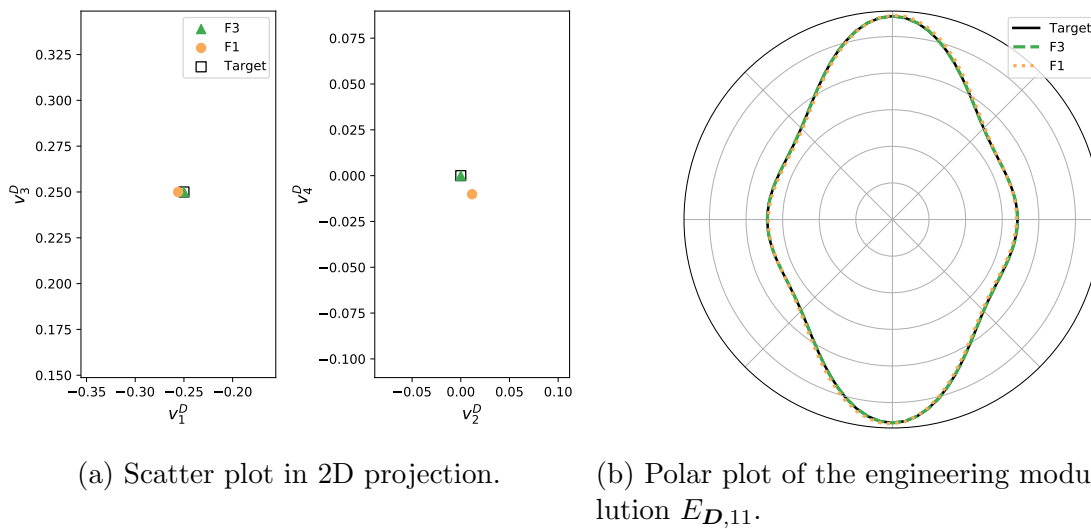 F3
F1
Target
0.325
0.300
0.275
0.250
0.225
0.200
0.175
0.150
v_3^D
−0.35 −0.30 −0.25 −0.20
v_1^D
0.075
0.050
0.025
0.000
−0.025
−0.050
−0.075
−0.100
v_4^D
−0.05 0.00 0.05 0.10
v_2^D
Target
F3
F1
(a) Scatter plot in 2D projection.
(b) Polar plot of the engineering modu
lution E_{D,11}.